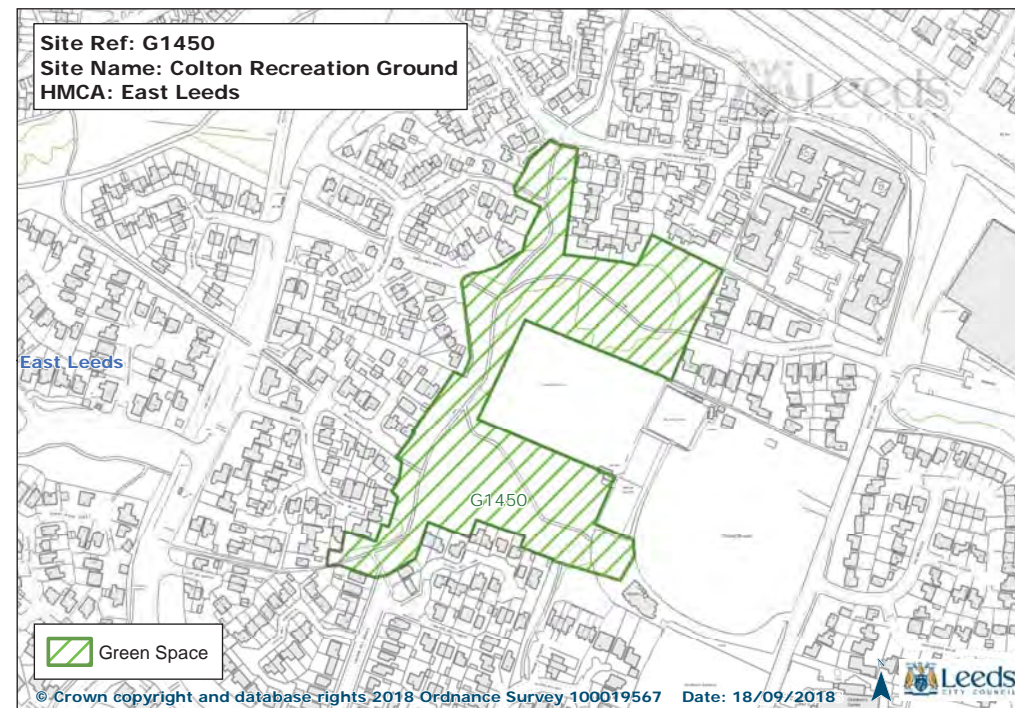 Site Ref: G1450
Site Name: Colton Recreation Ground
HMCA: East Leeds
Leeds
East Leeds
G1450
Green Space
© Crown copyright and database rights 2018 Ordnance Survey 100019567 Date: 18/09/2018
N
Leeds
CITY COUNCIL